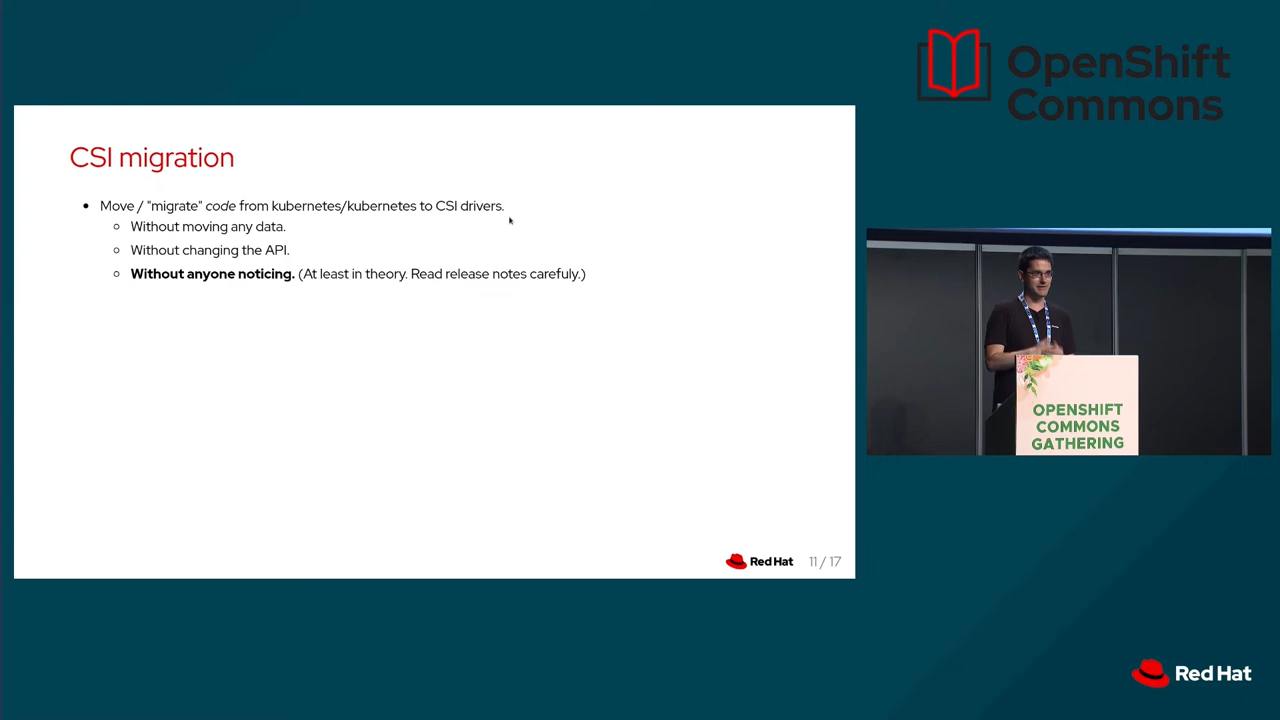 OpenShift
Commons
CSI migration
Move / "migrate" code from kubernetes/kubernetes to CSI drivers.
Without moving any data.
Without changing the API.
Without anyone noticing. (At least in theory. Read release notes carefuly.)
Red Hat
11 / 17
OPENSHIFT
COMMONS
GATHERING
Red Hat